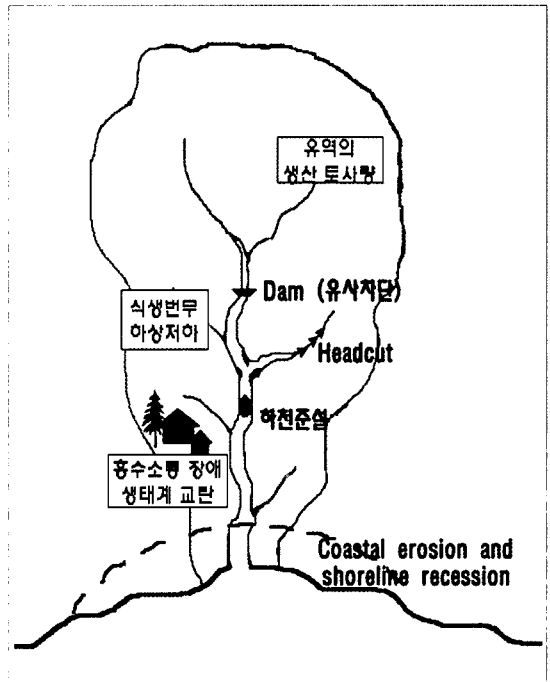 유역의
생산 토사량
Dam (유사차단)
식생번무
하상저하
Headcut
하천준설
홍수소통 장애
생태계 교란
Coastal erosion and
shoreline recession